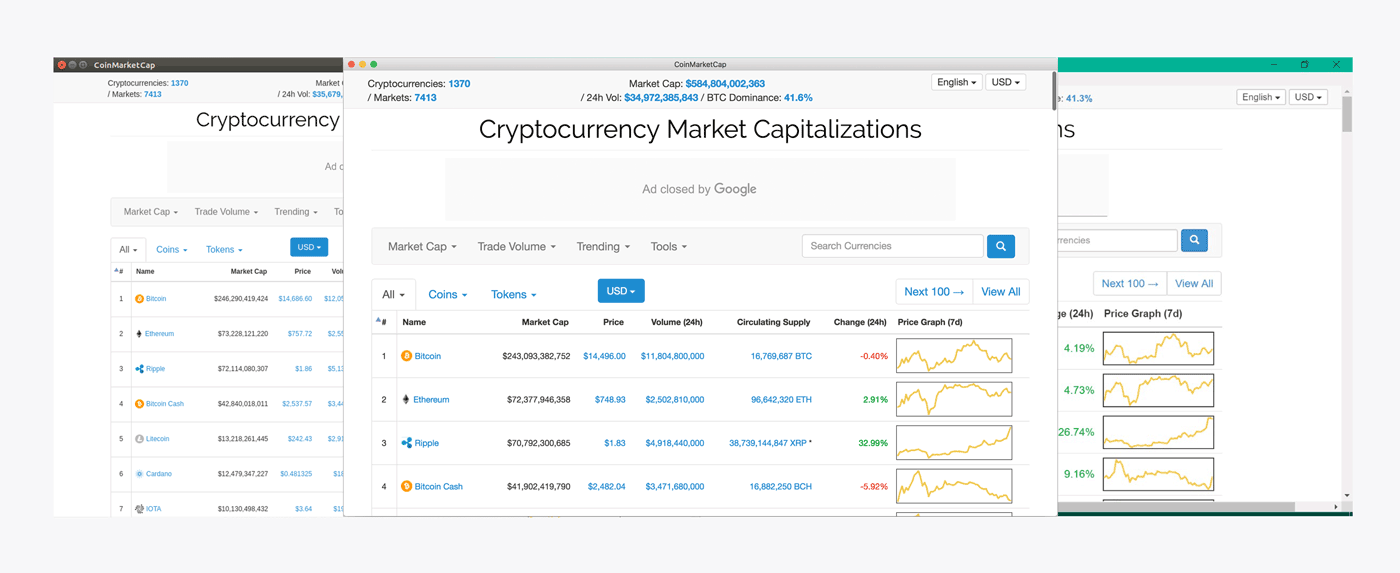 CoinMarketCap
Cryptocurrencies: 1370
Market C
/ Markets: 7413
/ 24h Vol: $35,679,
Cryptocurrency
Ad c
Market Cap
Trade Volume
Trending
To
All
Coins
Tokens
USD
# Name Market Cap Price Volu
1 Bitcoin $246,290,419,424 $14,686.60 $12,05
2 Ethereum $73,228,121,220 $757.72 $2,55
3 Ripple $72,114,080,307 $1.86 $5,13
4 Bitcoin Cash $42,840,018,011 $2,537.57 $3,44
5 Litecoin $13,218,261,445 $242.43 $2,91
6 Cardano $12,479,347,227 $0.481325 $18
7 IOTA $10,130,498,432 $3.64 $19
CoinMarketCap
Cryptocurrencies: 1370 Market Cap: $584,804,002,363
/ Markets: 7413 / 24h Vol: $34,972,385,843 / BTC Dominance: 41.6%
English USD
Cryptocurrency Market Capitalizations
Ad closed by Google
Market Cap Trade Volume Trending Tools Search Currencies
All Coins Tokens USD Next 100 → View All
# Name Market Cap Price Volume (24h) Circulating Supply Change (24h) Price Graph (7d)
1 Bitcoin $243,093,382,752 $14,496.00 $11,804,800,000 16,769,687 BTC -0.40%
2 Ethereum $72,377,946,358 $748.93 $2,502,810,000 96,642,320 ETH 2.91%
3 Ripple $70,792,300,685 $1.83 $4,918,440,000 38,739,144,847 XRP * 32.99%
4 Bitcoin Cash $41,902,419,790 $2,482.04 $3,471,680,000 16,882,250 BCH -5.92%
e: 41.3%
English USD
ns
rencies
Next 100 → View All
ge (24h) Price Graph (7d)
4.19%
4.73%
26.74%
9.16%